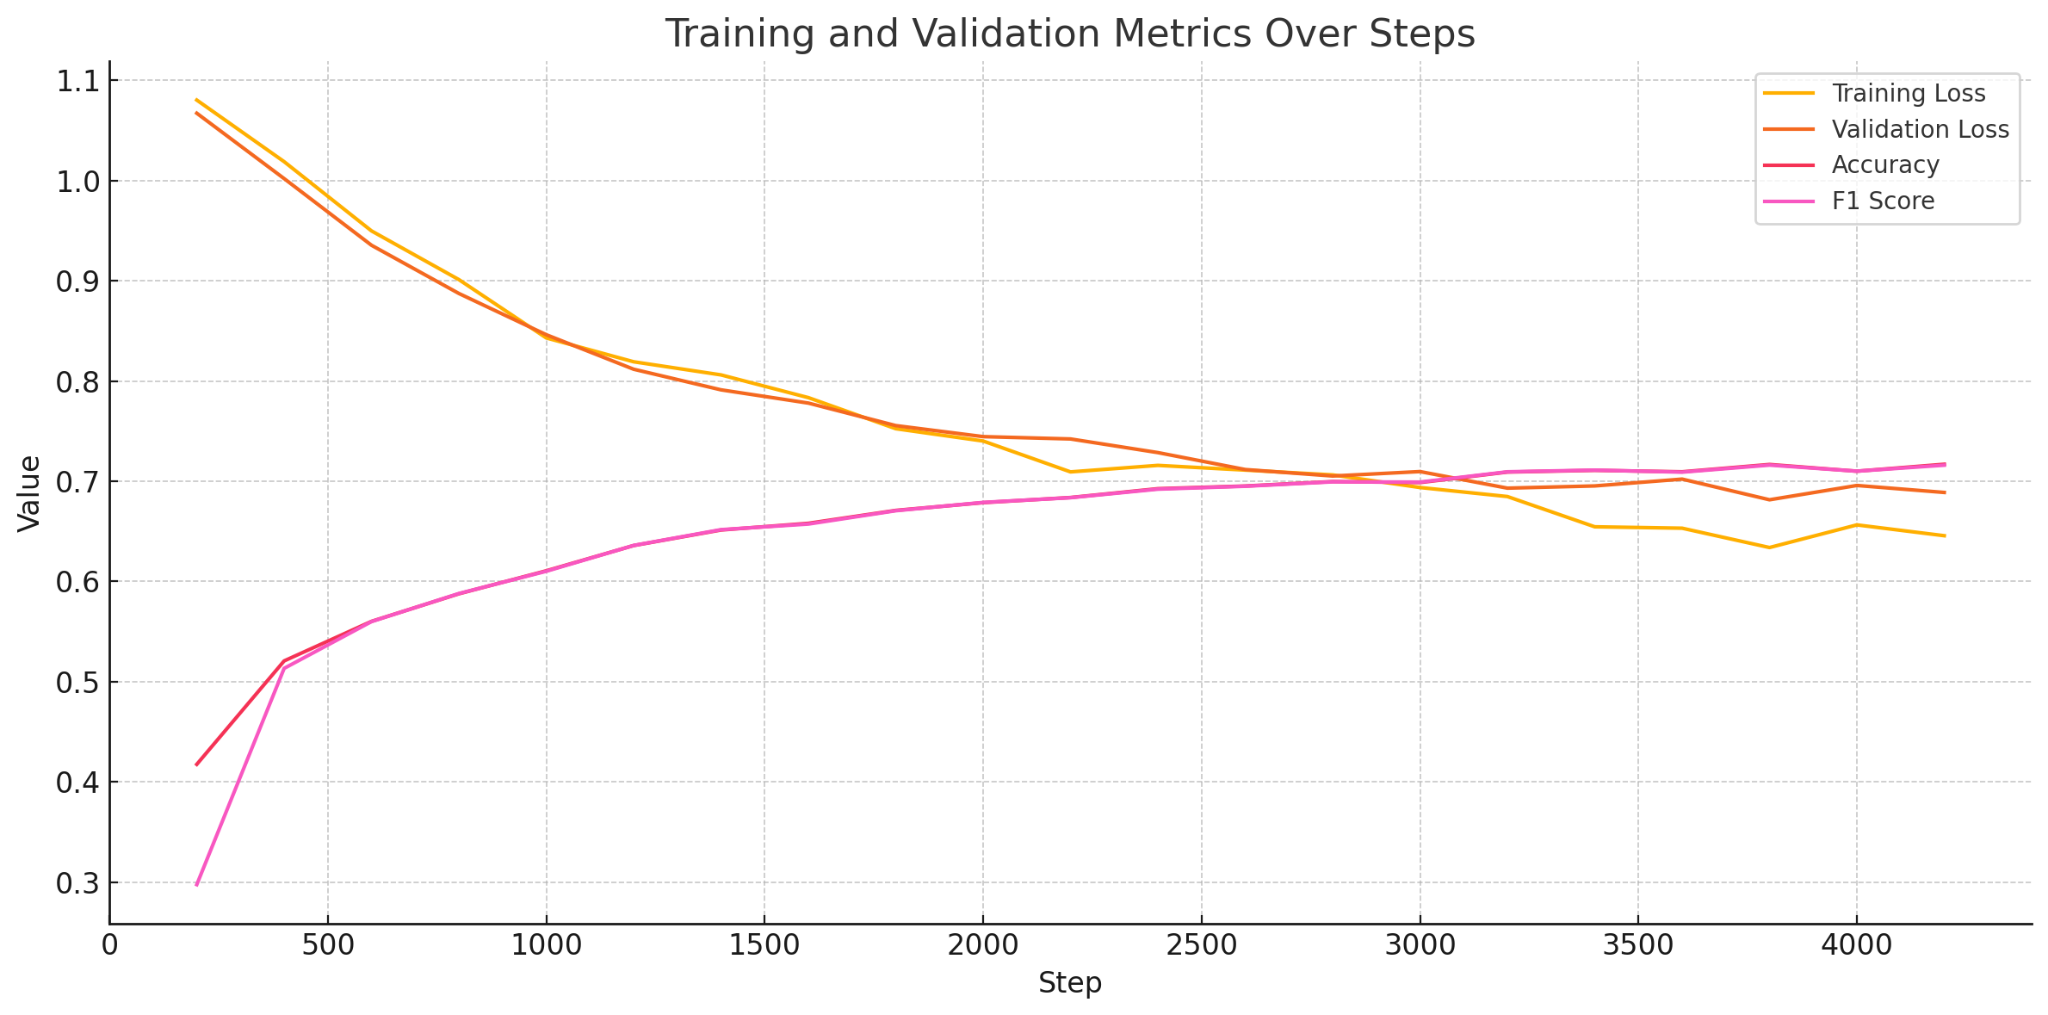 Training and Validation Metrics Over Steps
1.1
1.0
0.9
0.8
0.7
0.6
0.5
0.4
0.3
Value
Training Loss
Validation Loss
Accuracy
F1 Score
0 500 1000 1500 2000 2500 3000 3500 4000
Step